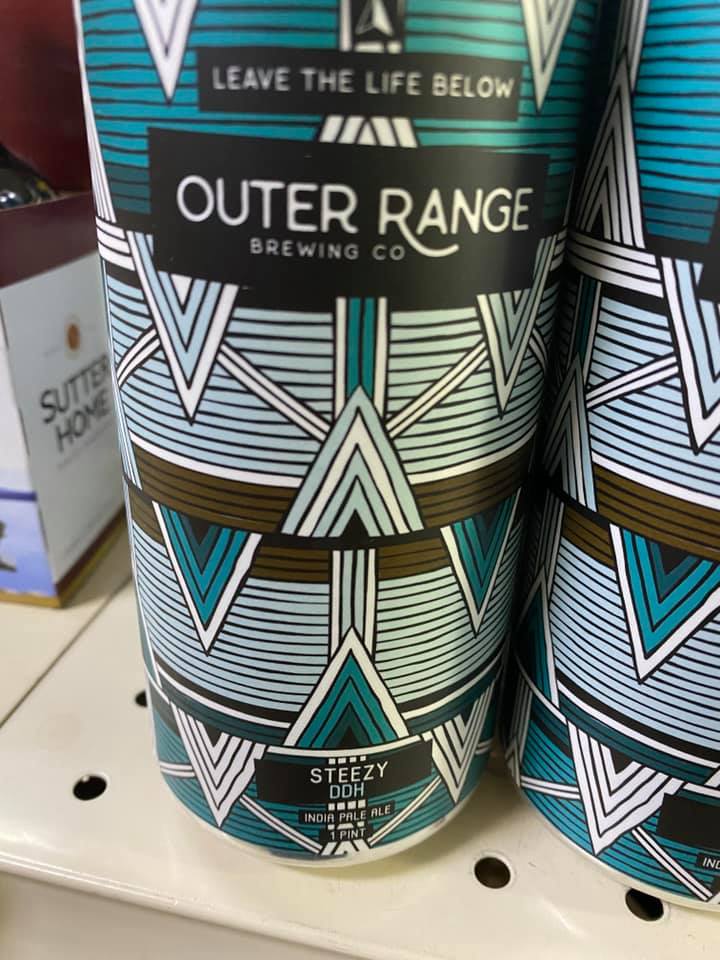 LEAVE THE LIFE BELOW
OUTER RANGE
BREWING CO
SUTTER
HOME
STEEZY
DDH
INDIA PALE ALE
1 PINT